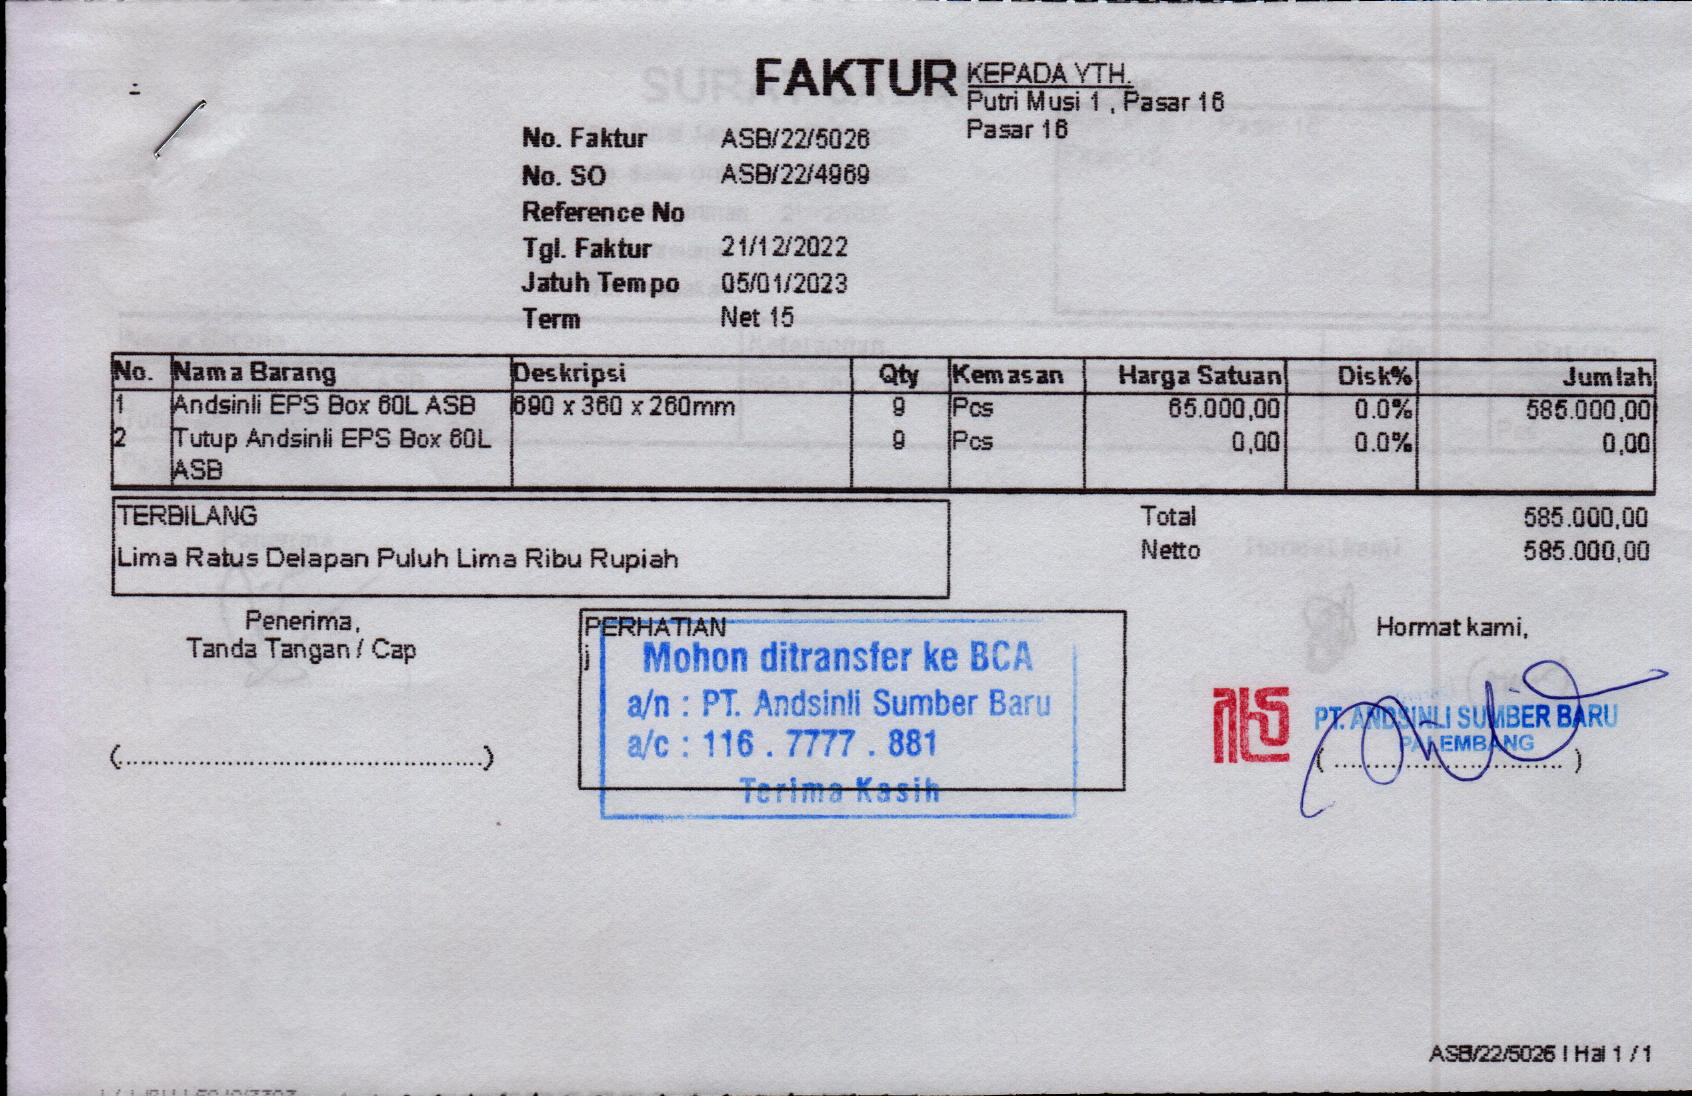 FAKTUR
KEPADA YTH.
Putri Musi 1 , Pasar 16
Pasar 16
No. Faktur ASB/22/5026
No. SO ASB/22/4969
Reference No
Tgl. Faktur 21/12/2022
Jatuh Tempo 05/01/2023
Term Net 15
No. Nama Barang Deskripsi Qty Kemasan Harga Satuan Disk% Jumlah
1 Andsinli EPS Box 60L ASB 690 x 360 x 260mm 9 Pcs 65.000,00 0.0% 585.000,00
2 Tutup Andsinli EPS Box 60L 9 Pcs 0,00 0.0% 0,00
ASB
TERBILANG
Lima Ratus Delapan Puluh Lima Ribu Rupiah
Total 585.000,00
Netto 585.000,00
Penerima,
Tanda Tangan / Cap
(..............................................)
PERHATIAN
j
Mohon ditransfer ke BCA
a/n : PT. Andsinli Sumber Baru
a/c : 116 . 7777 . 881
Terima Kasih
Hormat kami,
PT. ANDSINLI SUMBER BARU
PALEMBANG
(.............................. )
ASB/22/5026 | Hal 1 / 1